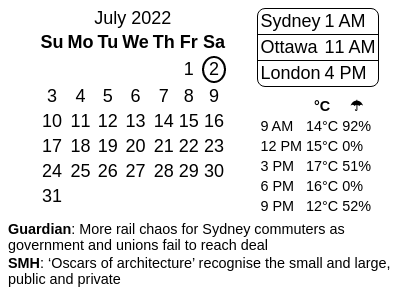 July 2022
Su Mo Tu We Th Fr Sa
1 2
3 4 5 6 7 8 9
10 11 12 13 14 15 16
17 18 19 20 21 22 23
24 25 26 27 28 29 30
31
Sydney 1 AM
Ottawa 11 AM
London 4 PM
°C ☂
9 AM 14°C 92%
12 PM 15°C 0%
3 PM 17°C 51%
6 PM 16°C 0%
9 PM 12°C 52%
Guardian: More rail chaos for Sydney commuters as
government and unions fail to reach deal
SMH: ‘Oscars of architecture’ recognise the small and large,
public and private